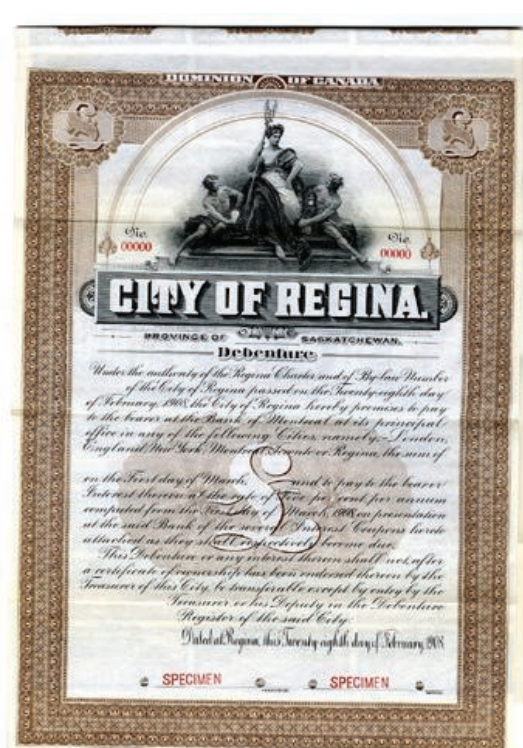 DOMINION OF CANADA
No. 00000
No. 00000
CITY OF REGINA.
PROVINCE OF SASKATCHEWAN.
Debenture
Under the authority of the Regina Charter and of By-law Number
of the City of Regina passed on the Twenty-eighth day
of February, 1908, the City of Regina hereby promises to pay
to the bearer at the Bank of Montreal at its principal
office in any of the following Cities, namely,- London,
England, New York, Montreal, Toronto or Regina, the sum of
on the First day of March, and to pay to the bearer
Interest thereon at the rate of Five per cent per annum
computed from the First day of March, 1908, on presentation
at the said Bank of the several Interest Coupons hereto
attached as they shall respectively become due.
This Debenture or any interest therein shall not, after
a certificate of ownership has been endorsed thereon by the
Treasurer of this City, be transferable except by entry by the
Treasurer or his Deputy in the Debenture
Register of the said City.
Dated at Regina, this Twenty-eighth day of February, 1908.
SPECIMEN SPECIMEN